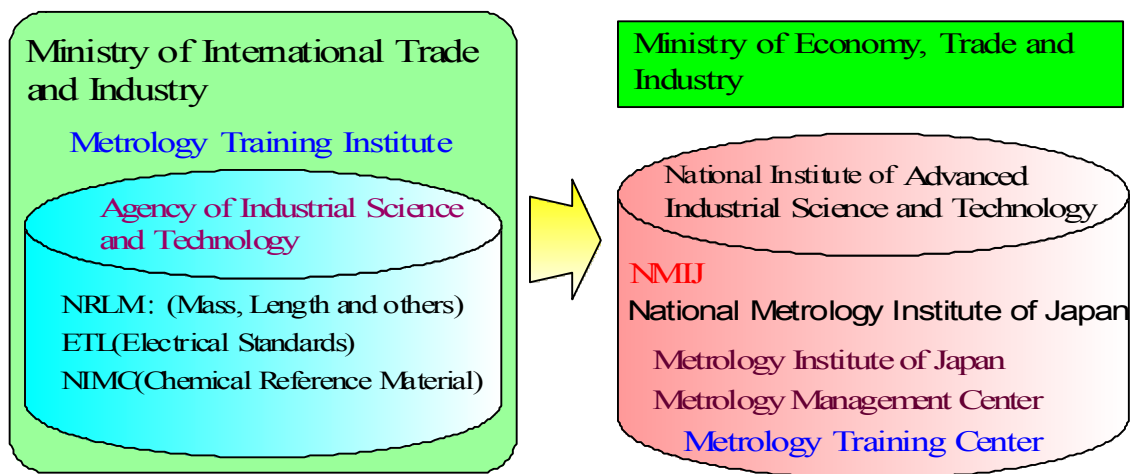 Ministry of International Trade
and Industry
Metrology Training Institute
Agency of Industrial Science
and Technology
NRLM: (Mass, Length and others)
ETL(Electrical Standards)
NIMC(Chemical Reference Material)
Ministry of Economy, Trade and
Industry
National Institute of Advanced
Industrial Science and Technology
NMIJ
National Metrology Institute of Japan
Metrology Institute of Japan
Metrology Management Center
Metrology Training Center